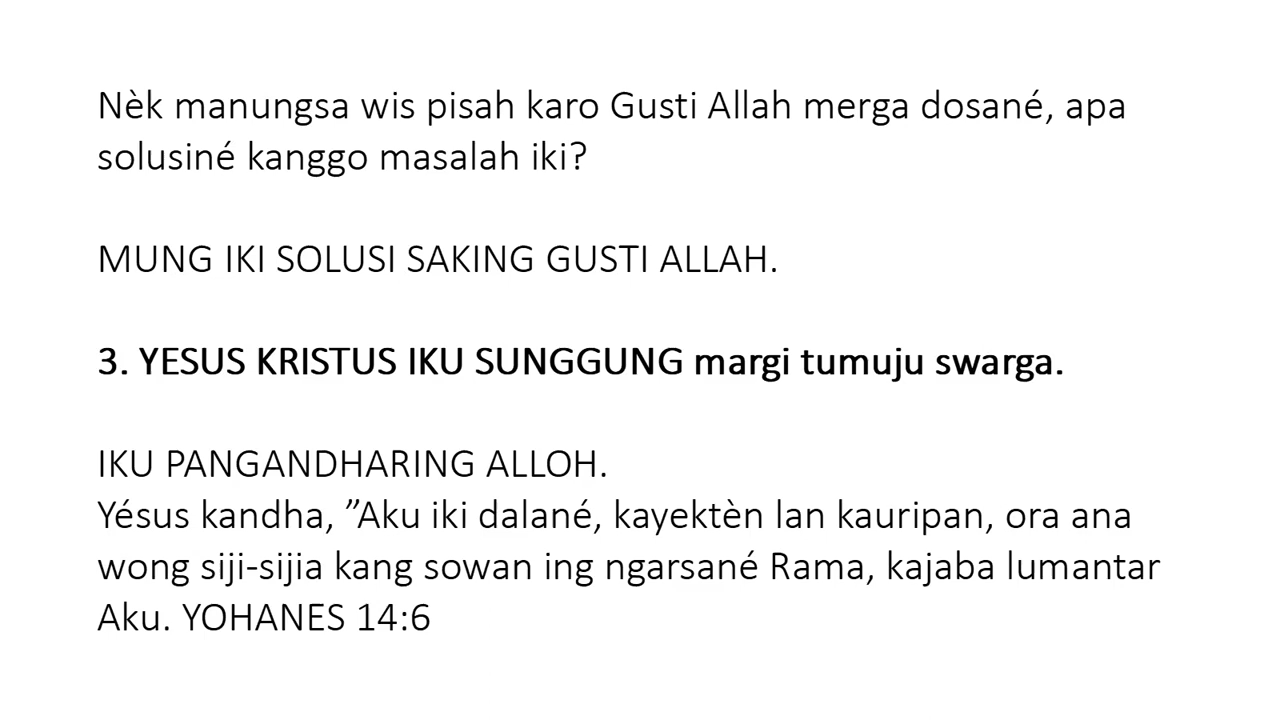 Nèk manungsa wis pisah karo Gusti Allah merga dosané, apa
solusiné kanggo masalah iki?
MUNG IKI SOLUSI SAKING GUSTI ALLAH.
3. YESUS KRISTUS IKU SUNGGUNG margi tumuju swarga.
IKU PANGANDHARING ALLOH.
Yésus kandha, ”Aku iki dalané, kayektèn lan kauripan, ora ana
wong siji-sijia kang sowan ing ngarsané Rama, kajaba lumantar
Aku. YOHANES 14:6